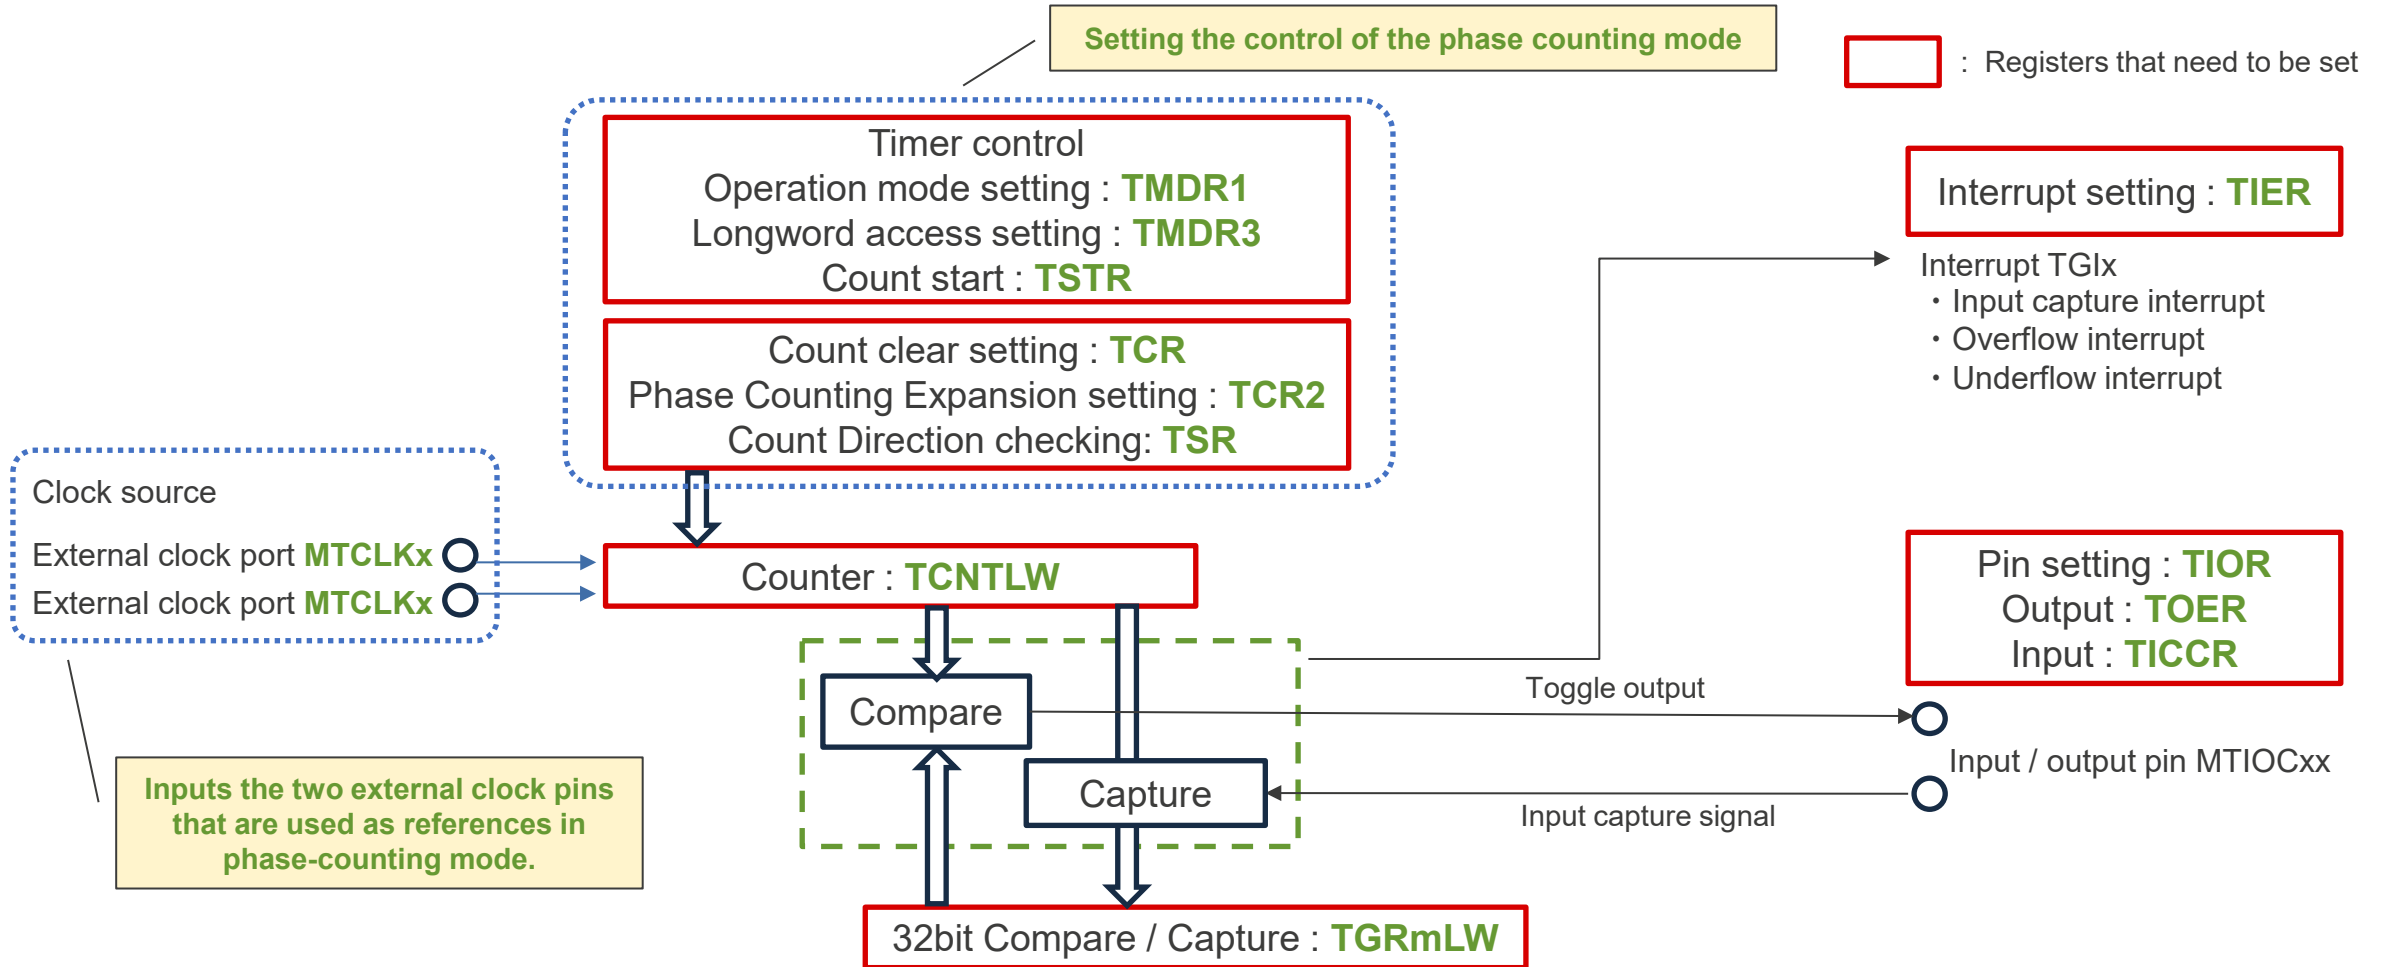 Setting the control of the phase counting mode
: Registers that need to be set
Timer control
Operation mode setting : TMDR1
Longword access setting : TMDR3
Count start : TSTR
Count clear setting : TCR
Phase Counting Expansion setting : TCR2
Count Direction checking: TSR
Interrupt setting : TIER
Interrupt TGIx
・Input capture interrupt
・Overflow interrupt
・Underflow interrupt
Clock source
External clock port MTCLKx
External clock port MTCLKx
Counter : TCNTLW
Pin setting : TIOR
Output : TOER
Input : TICCR
Compare
Toggle output
Capture
Input / output pin MTIOCxx
Input capture signal
Inputs the two external clock pins
that are used as references in
phase-counting mode.
32bit Compare / Capture : TGRmLW